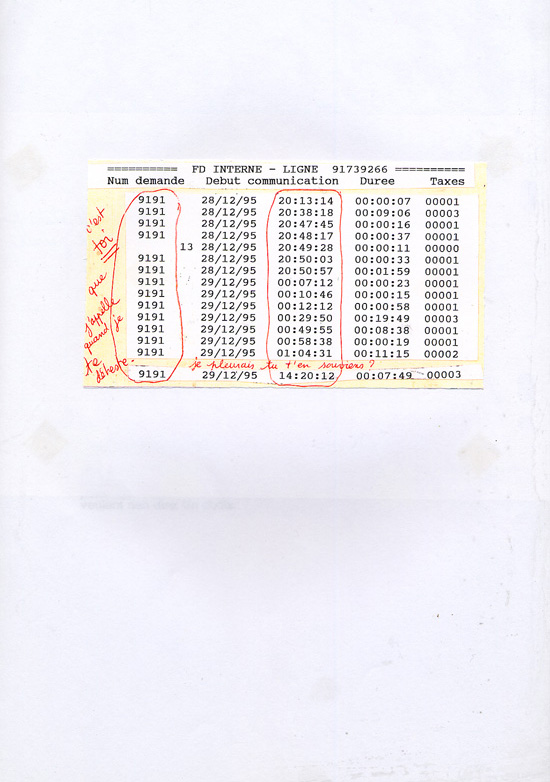 ========== FD INTERNE - LIGNE 91739266 ==========
Num demande Debut communication Duree Taxes
9191 28/12/95 20:13:14 00:00:07 00001
9191 28/12/95 20:38:18 00:09:06 00003
9191 28/12/95 20:47:45 00:00:16 00001
9191 28/12/95 20:48:17 00:00:37 00001
13 28/12/95 20:49:28 00:00:11 00000
9191 28/12/95 20:50:03 00:00:33 00001
9191 28/12/95 20:50:57 00:01:59 00001
9191 29/12/95 00:07:12 00:00:23 00001
9191 29/12/95 00:10:46 00:00:15 00001
9191 29/12/95 00:12:12 00:00:58 00001
9191 29/12/95 00:29:50 00:19:49 00003
9191 29/12/95 00:49:55 00:08:38 00001
9191 29/12/95 00:58:38 00:00:19 00001
9191 29/12/95 01:04:31 00:11:15 00002
je pleurais tu t'en souviens ?
9191 29/12/95 14:20:12 00:07:49 00003
c'est
toi
que
j'appelle
quand je
te
déteste.